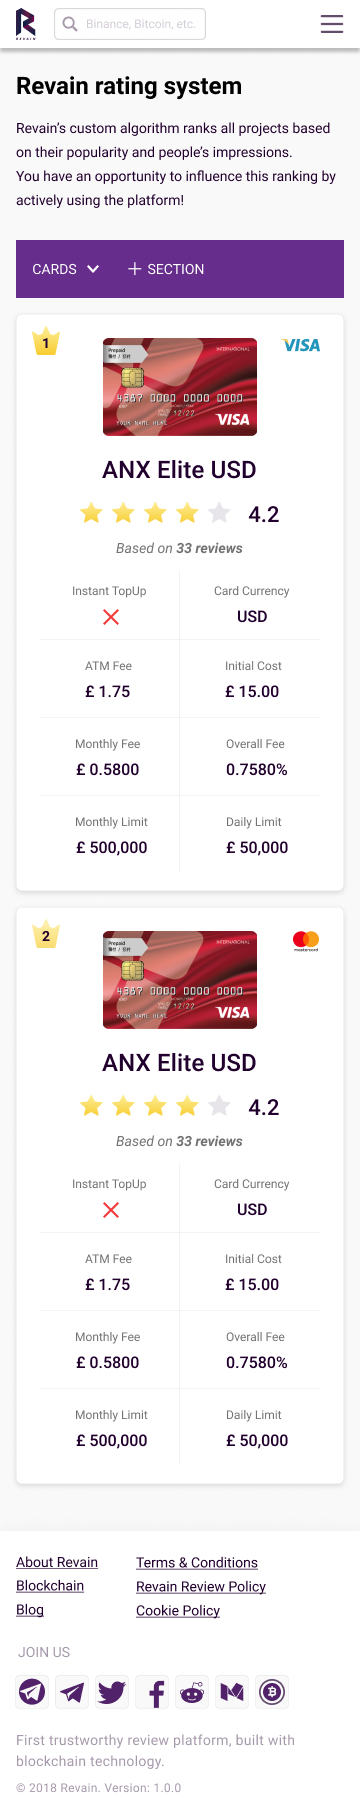 REVAIN
Binance, Bitcoin, etc.
Revain rating system
Revain’s custom algorithm ranks all projects based
on their popularity and people’s impressions.
You have an opportunity to influence this ranking by
actively using the platform!
CARDS
SECTION
1
Prepaid
INTERNATIONAL
VISA
4387 0000 0000 0000
12/22
YOUR NAME HERE
VISA
ANX Elite USD
4.2
Based on 33 reviews
Instant TopUp
Card Currency
USD
ATM Fee
Initial Cost
£ 1.75
£ 15.00
Monthly Fee
Overall Fee
£ 0.5800
0.7580%
Monthly Limit
Daily Limit
£ 500,000
£ 50,000
2
Prepaid
INTERNATIONAL
mastercard
4387 0000 0000 0000
12/22
YOUR NAME HERE
VISA
ANX Elite USD
4.2
Based on 33 reviews
Instant TopUp
Card Currency
USD
ATM Fee
Initial Cost
£ 1.75
£ 15.00
Monthly Fee
Overall Fee
£ 0.5800
0.7580%
Monthly Limit
Daily Limit
£ 500,000
£ 50,000
About Revain
Terms & Conditions
Blockchain
Revain Review Policy
Blog
Cookie Policy
JOIN US
First trustworthy review platform, built with
blockchain technology.
© 2018 Revain. Version: 1.0.0